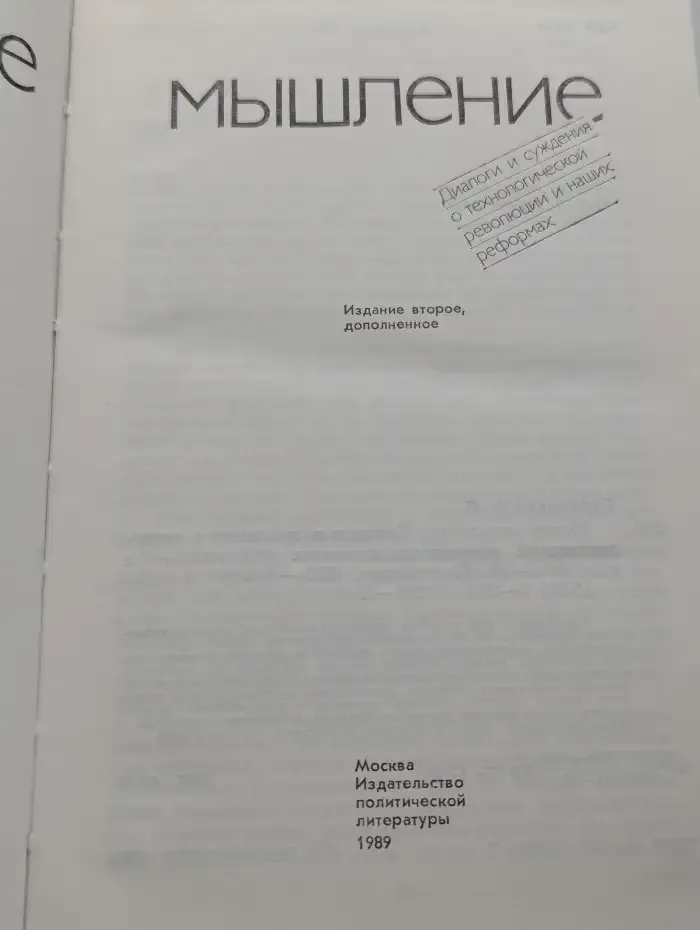 е
мышление
Диалоги и суждения
о технологической
революции и наших
реформах
Издание второе,
дополненное
Москва
Издательство
политической
литературы
1989